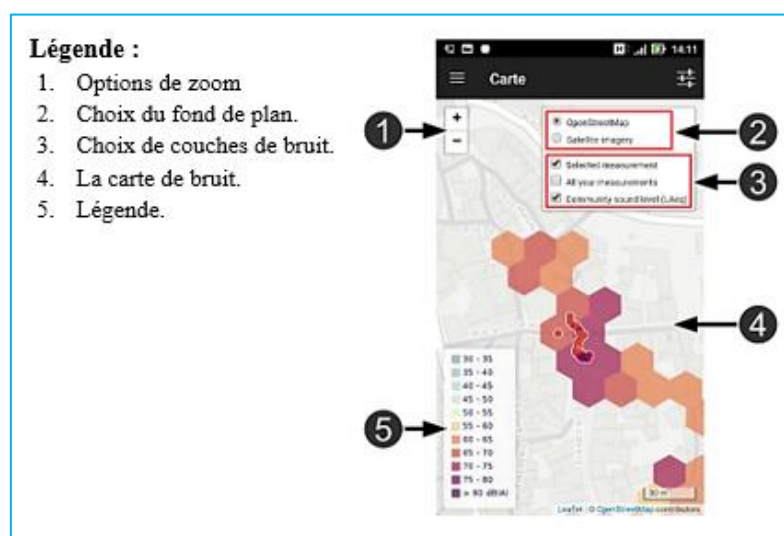 Légende :
1. Options de zoom
2. Choix du fond de plan.
3. Choix de couches de bruit.
4. La carte de bruit.
5. Légende.
14:11
Carte
+
−
OpenStreetMap
Satellite imagery
Selected measurement
All your measurements
Community sound level (LAeq)
1
2
3
4
5
30 - 35
35 - 40
40 - 45
45 - 50
50 - 55
55 - 60
60 - 65
65 - 70
70 - 75
75 - 80
> 80 dB(A)
30 m
Leaflet | © OpenStreetMap contributors